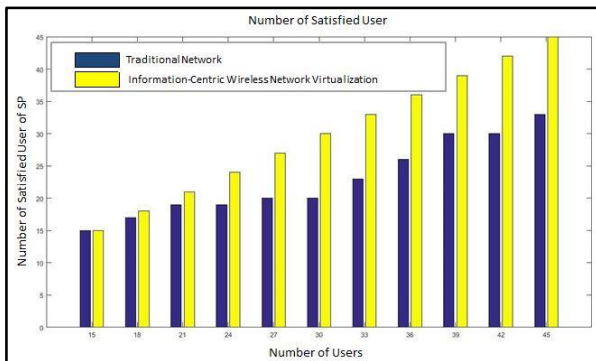 Number of Satisfied User
Traditional Network
Information-Centric Wireless Network Virtualization
Number of Satisfied User of SP
45
40
35
30
25
20
15
10
5
0
15 18 21 24 27 30 33 36 39 42 45
Number of Users